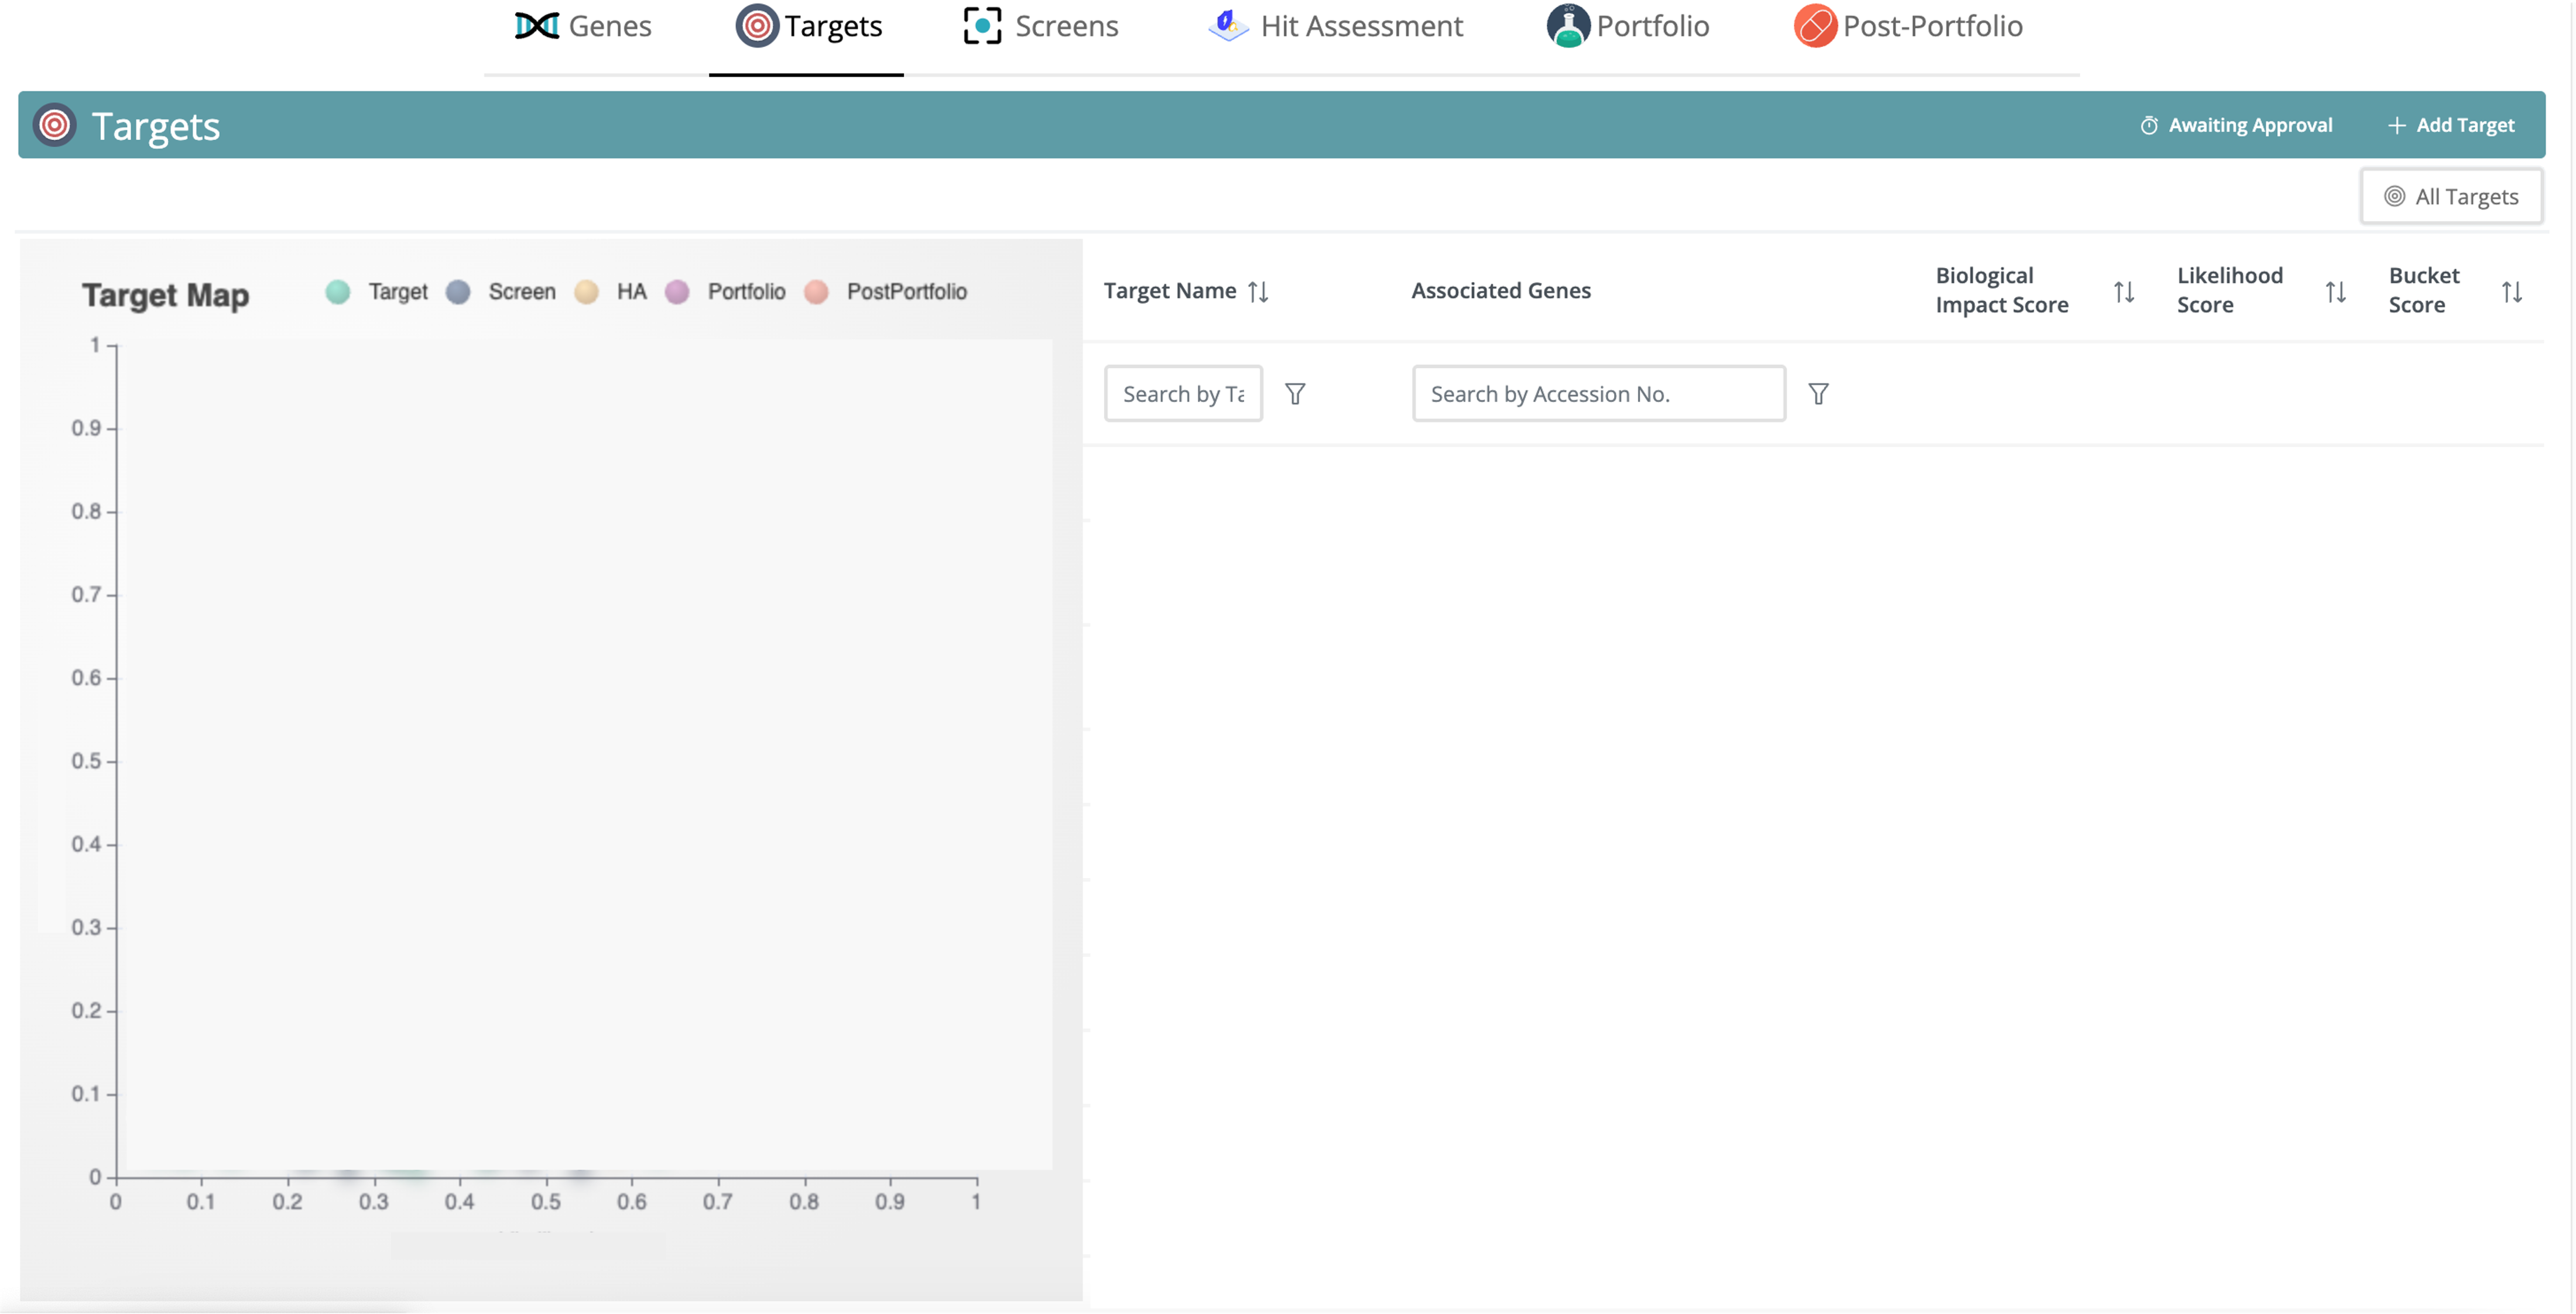 Genes Targets Screens Hit Assessment Portfolio Post-Portfolio
Targets Awaiting Approval Add Target
All Targets
Target Map Target Screen HA Portfolio PostPortfolio
Target Name Associated Genes Biological Impact Score Likelihood Score Bucket Score
Search by Ta Search by Accession No.
1
0.9
0.8
0.7
0.6
0.5
0.4
0.3
0.2
0.1
0
0 0.1 0.2 0.3 0.4 0.5 0.6 0.7 0.8 0.9 1